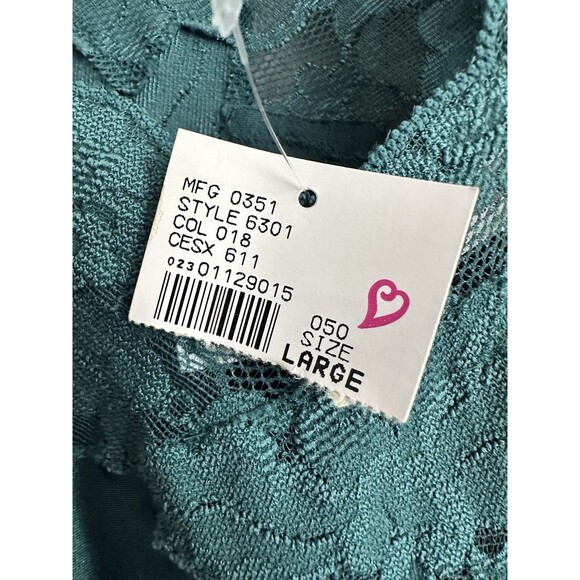 MFG 0351
STYLE 6301
COL 018
CESX 611
023 01129015
050
SIZE
LARGE